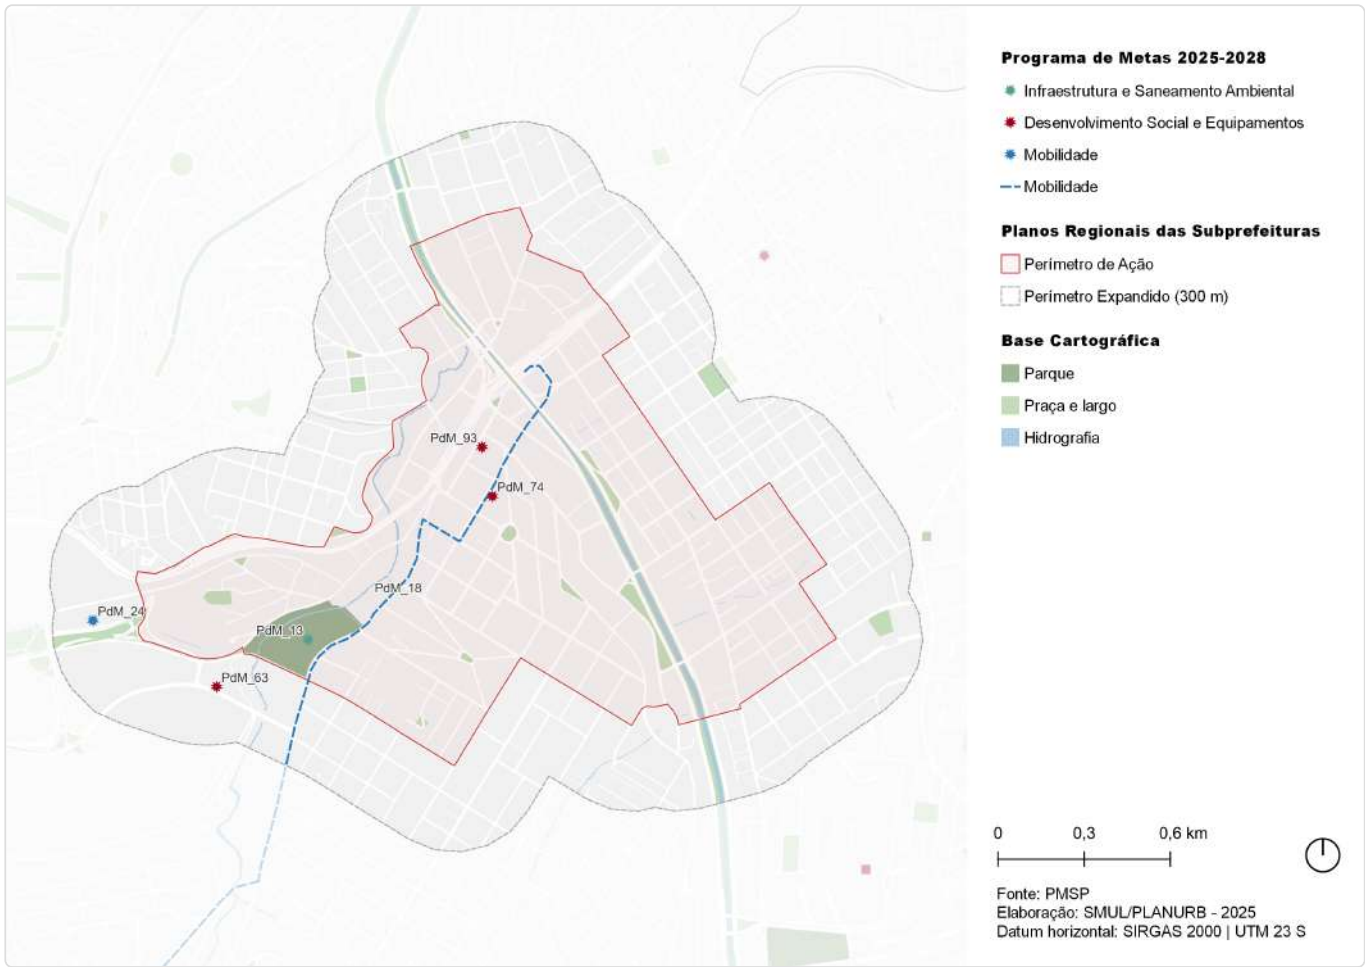 Programa de Metas 2025-2028
Infraestrutura e Saneamento Ambiental
Desenvolvimento Social e Equipamentos
Mobilidade
Mobilidade
Planos Regionais das Subprefeituras
Perímetro de Ação
Perímetro Expandido (300 m)
Base Cartográfica
Parque
Praça e largo
Hidrografia
PdM_93
PdM_74
PdM_18
PdM_24
PdM_13
PdM_63
0 0,3 0,6 km
Fonte: PMSP
Elaboração: SMUL/PLANURB - 2025
Datum horizontal: SIRGAS 2000 | UTM 23 S